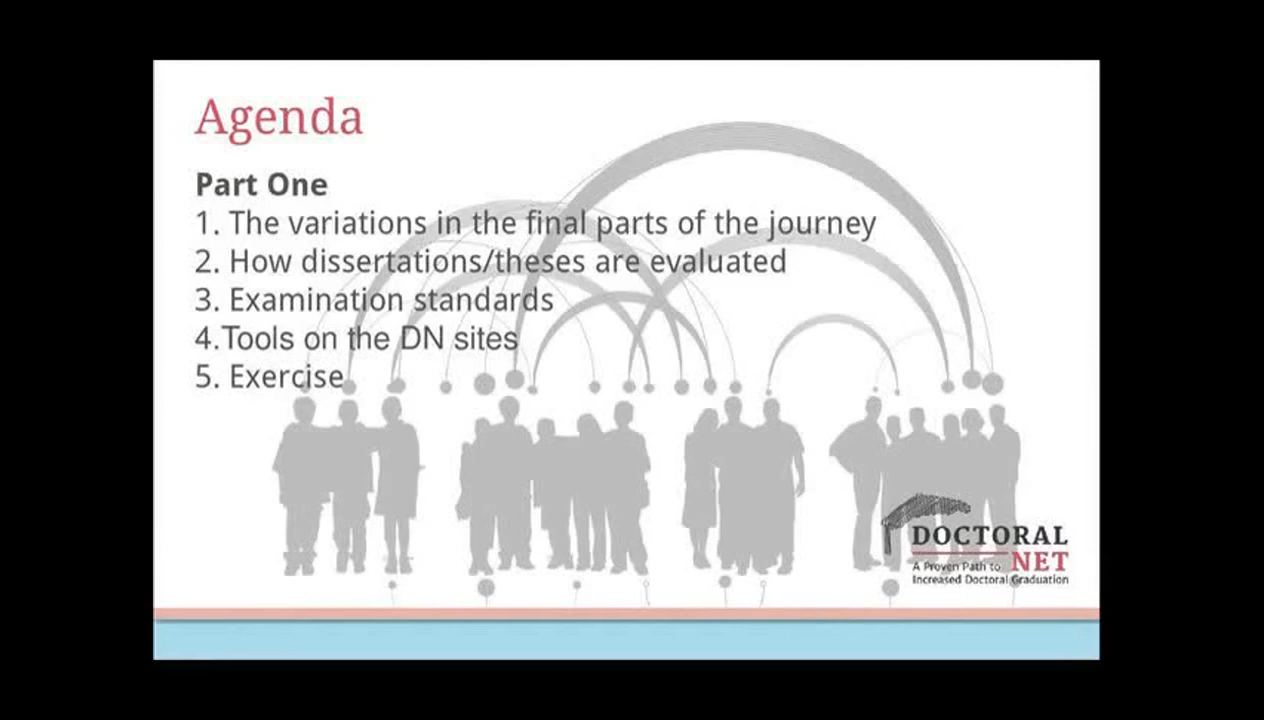 Agenda
Part One
1. The variations in the final parts of the journey
2. How dissertations/theses are evaluated
3. Examination standards
4.Tools on the DN sites
5. Exercise
DOCTORAL
NET
A Proven Path to
Increased Doctoral Graduation